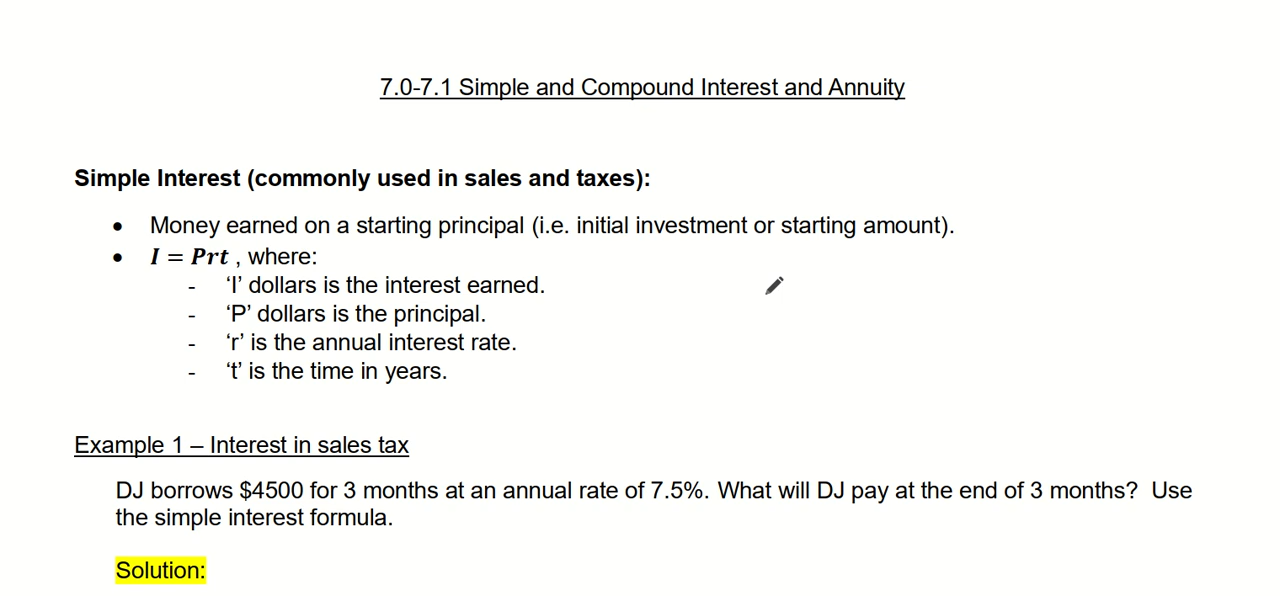 7.0-7.1 Simple and Compound Interest and Annuity
Simple Interest (commonly used in sales and taxes):
• Money earned on a starting principal (i.e. initial investment or starting amount).
• I = Prt , where:
- ‘I’ dollars is the interest earned.
- ‘P’ dollars is the principal.
- ‘r’ is the annual interest rate.
- ‘t’ is the time in years.
Example 1 – Interest in sales tax
DJ borrows $4500 for 3 months at an annual rate of 7.5%. What will DJ pay at the end of 3 months? Use
the simple interest formula.
Solution: